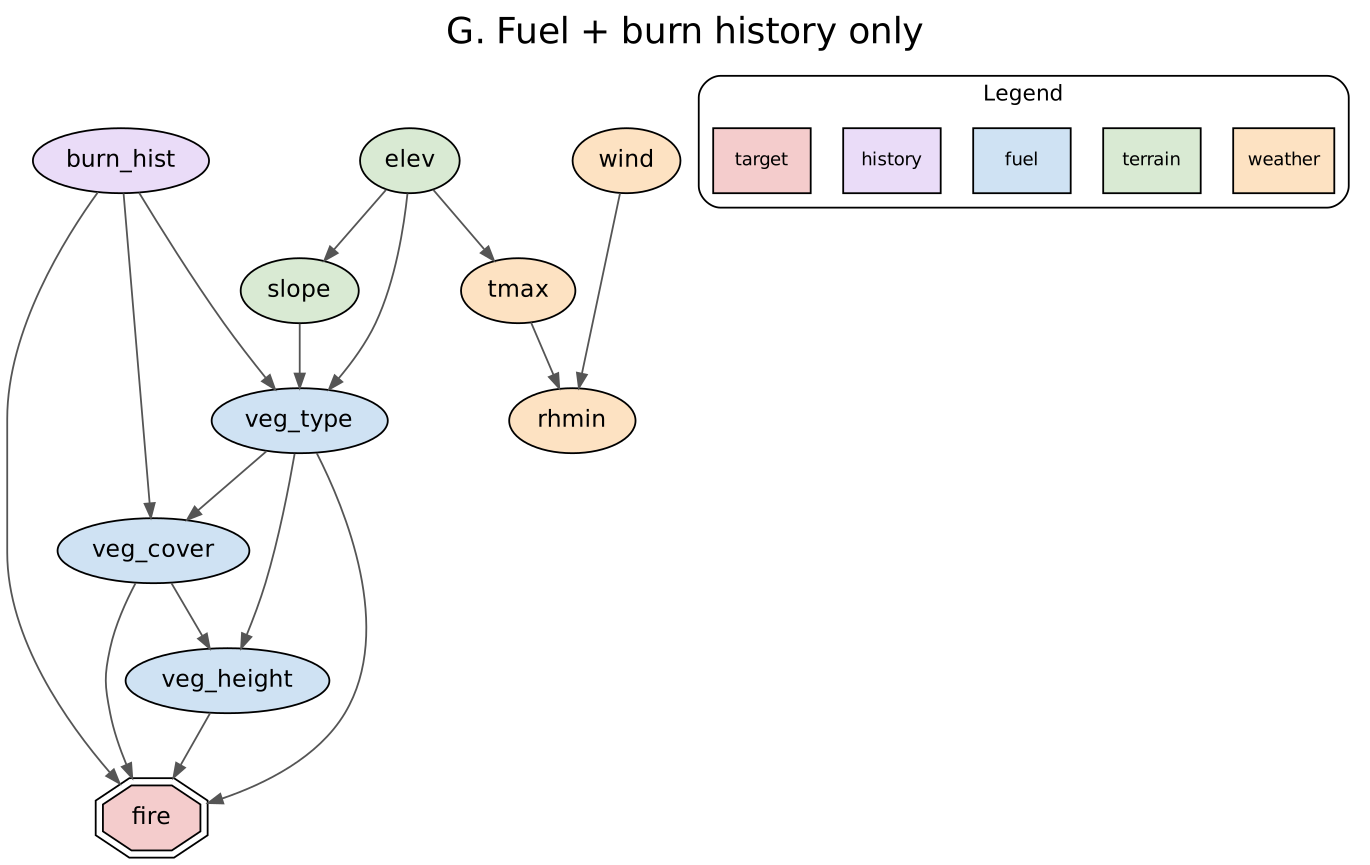 G. Fuel + burn history only
Legend
target history fuel terrain weather
burn_hist elev wind
slope tmax
veg_type rhmin
veg_cover
veg_height
fire